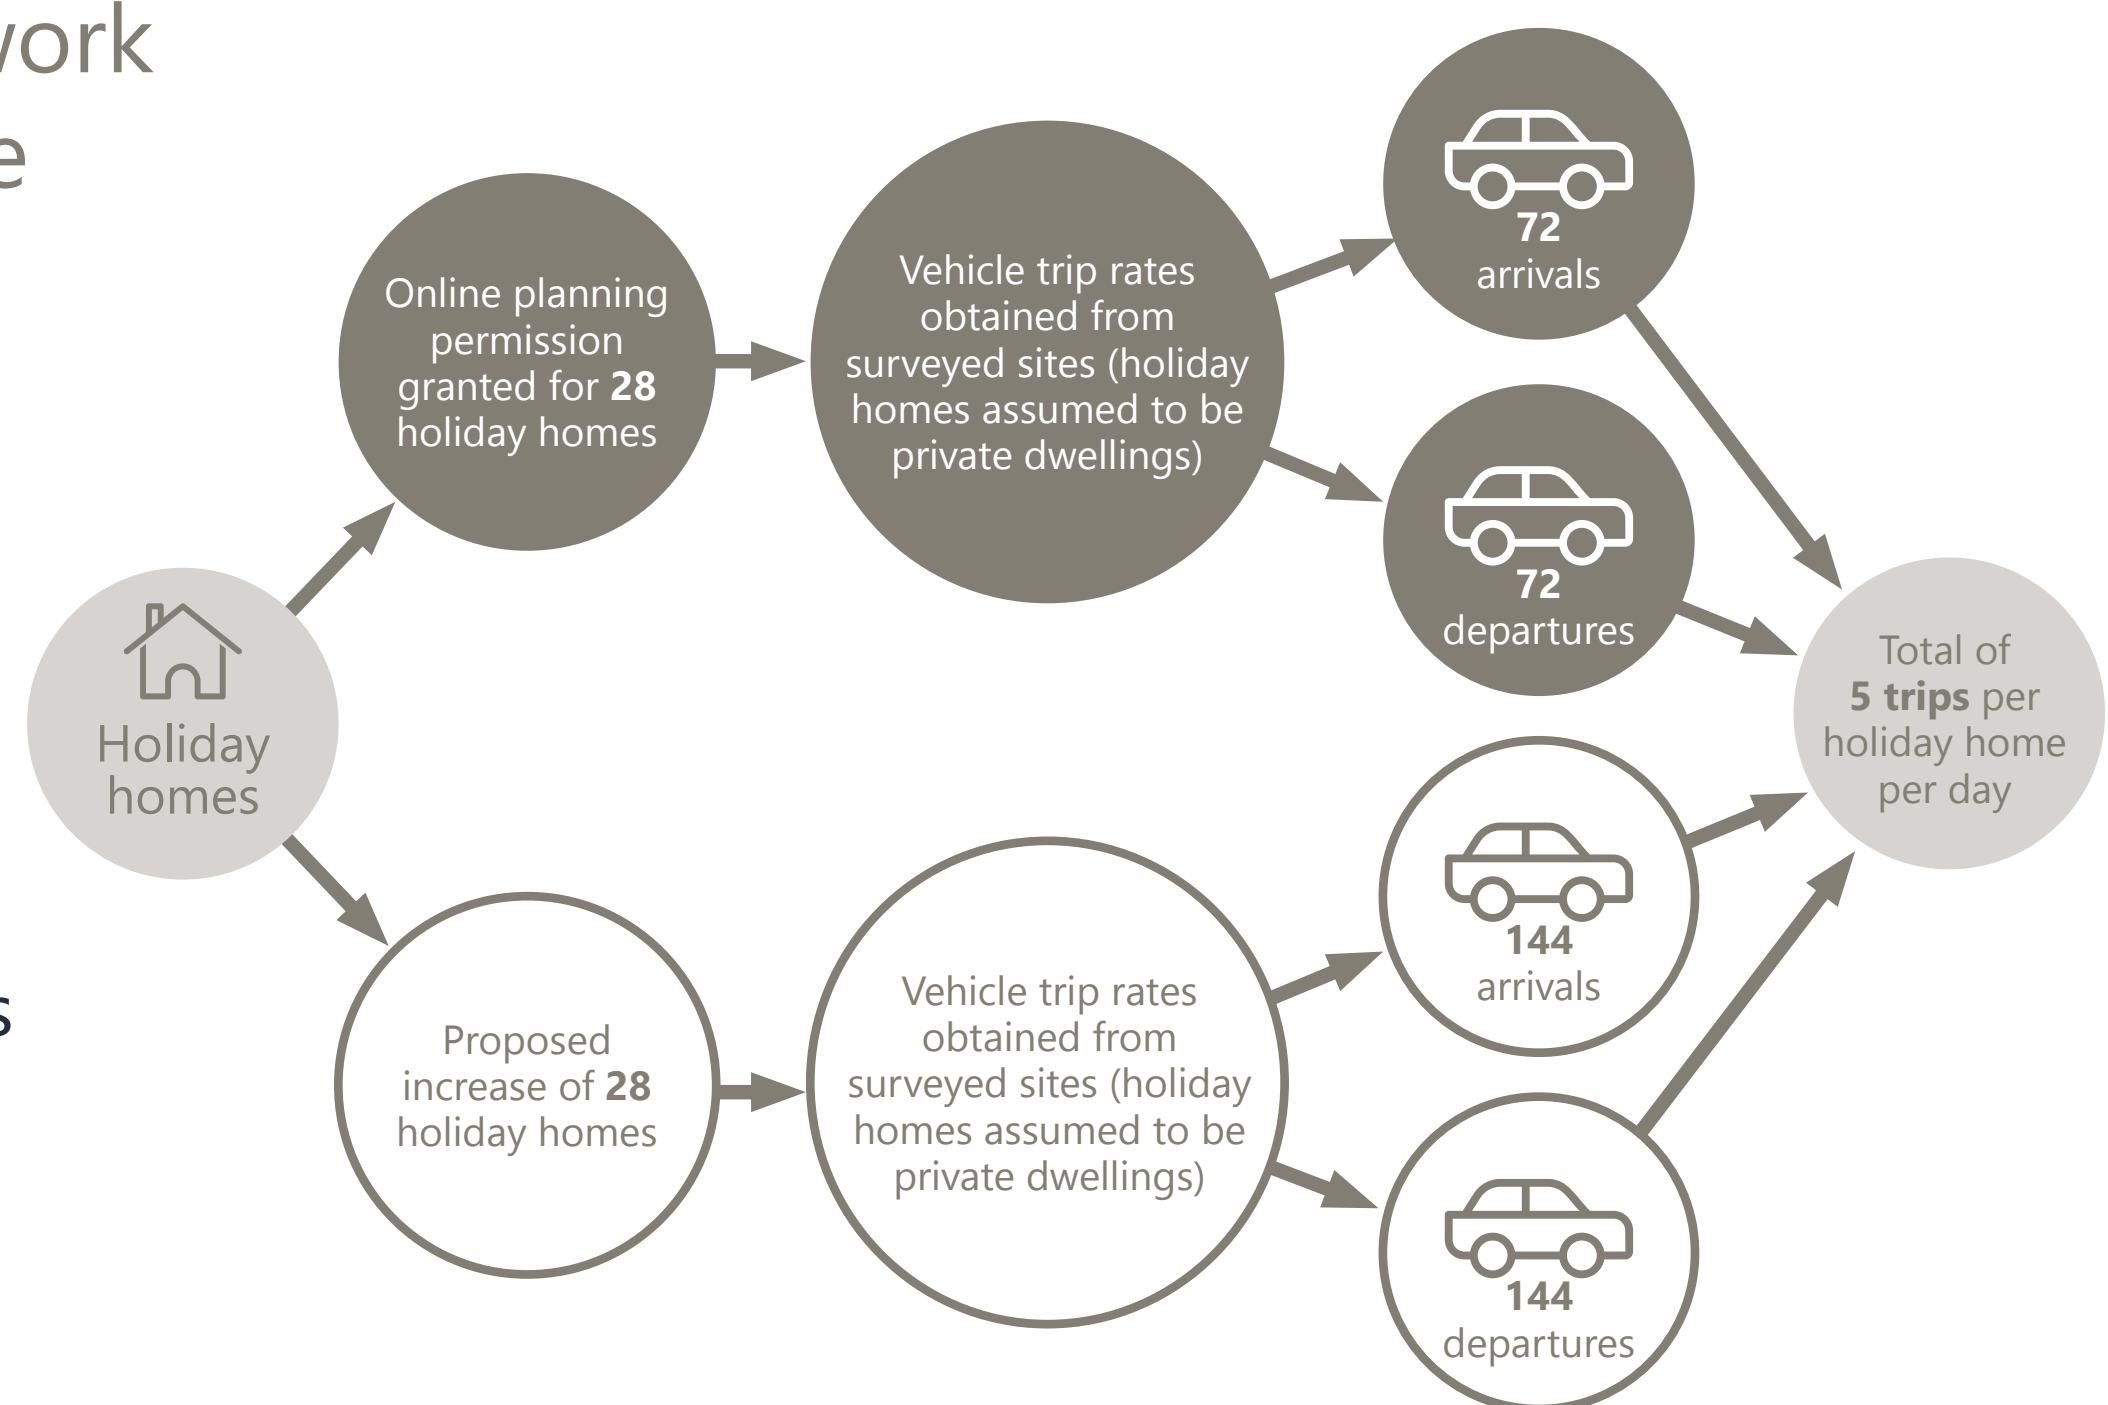 Holiday
homes
Online planning
permission
granted for 28
holiday homes
Vehicle trip rates
obtained from
surveyed sites (holiday
homes assumed to be
private dwellings)
72
arrivals
72
departures
Proposed
increase of 28
holiday homes
Vehicle trip rates
obtained from
surveyed sites (holiday
homes assumed to be
private dwellings)
144
arrivals
144
departures
Total of
5 trips per
holiday home
per day